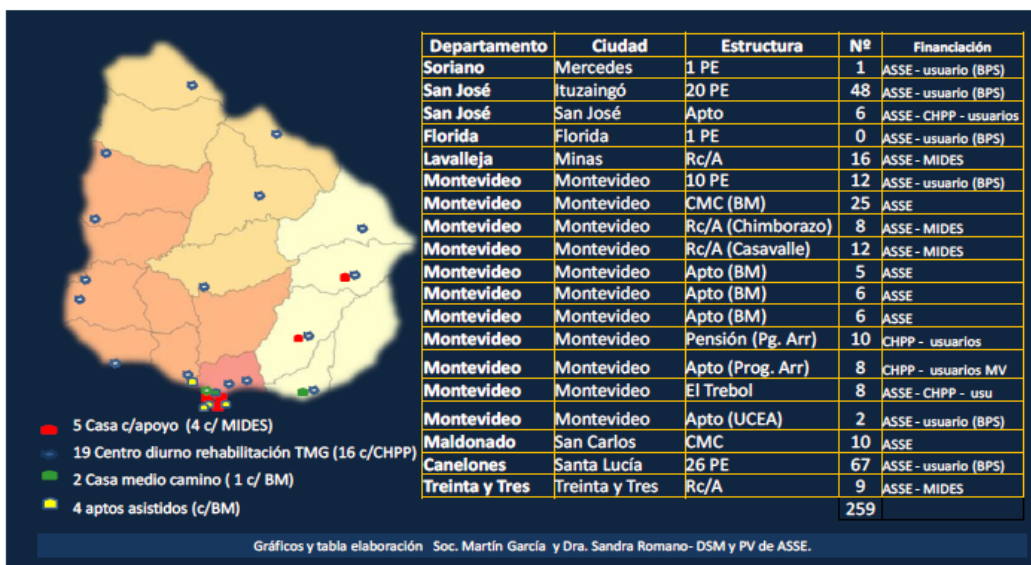 Departamento Ciudad Estructura Nº Financiación
Soriano Mercedes 1 PE 1 ASSE - usuario (BPS)
San José Ituzaingó 20 PE 48 ASSE - usuario (BPS)
San José San José Apto 6 ASSE - CHPP - usuarios
Florida Florida 1 PE 0 ASSE - usuario (BPS)
Lavalleja Minas Rc/A 16 ASSE - MIDES
Montevideo Montevideo 10 PE 12 ASSE - usuario (BPS)
Montevideo Montevideo CMC (BM) 25 ASSE
Montevideo Montevideo Rc/A (Chimborazo) 8 ASSE - MIDES
Montevideo Montevideo Rc/A (Casavalle) 12 ASSE - MIDES
Montevideo Montevideo Apto (BM) 5 ASSE
Montevideo Montevideo Apto (BM) 6 ASSE
Montevideo Montevideo Apto (BM) 6 ASSE
Montevideo Montevideo Pensión (Pg. Arr) 10 CHPP - usuarios
Montevideo Montevideo Apto (Prog. Arr) 8 CHPP - usuarios MV
Montevideo Montevideo El Trebol 8 ASSE - CHPP - usu
Montevideo Montevideo Apto (UCEA) 2 ASSE - usuario (BPS)
Maldonado San Carlos CMC 10 ASSE
Canelones Santa Lucía 26 PE 67 ASSE - usuario (BPS)
Treinta y Tres Treinta y Tres Rc/A 9 ASSE - MIDES
259
5 Casa c/apoyo (4 c/ MIDES)
19 Centro diurno rehabilitación TMG (16 c/CHPP)
2 Casa medio camino ( 1 c/ BM)
4 aptos asistidos (c/BM)
Gráficos y tabla elaboración Soc. Martín García y Dra. Sandra Romano- DSM y PV de ASSE.